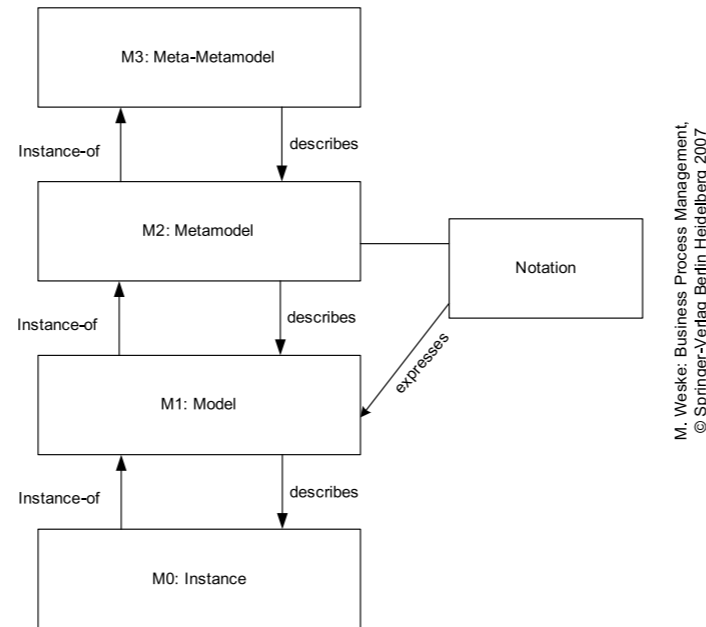 M3: Meta-Metamodel
Instance-of
describes
M2: Metamodel
Notation
Instance-of
describes
expresses
M1: Model
Instance-of
describes
M0: Instance
M. Weske: Business Process Management,
© Springer-Verlag Berlin Heidelberg 2007